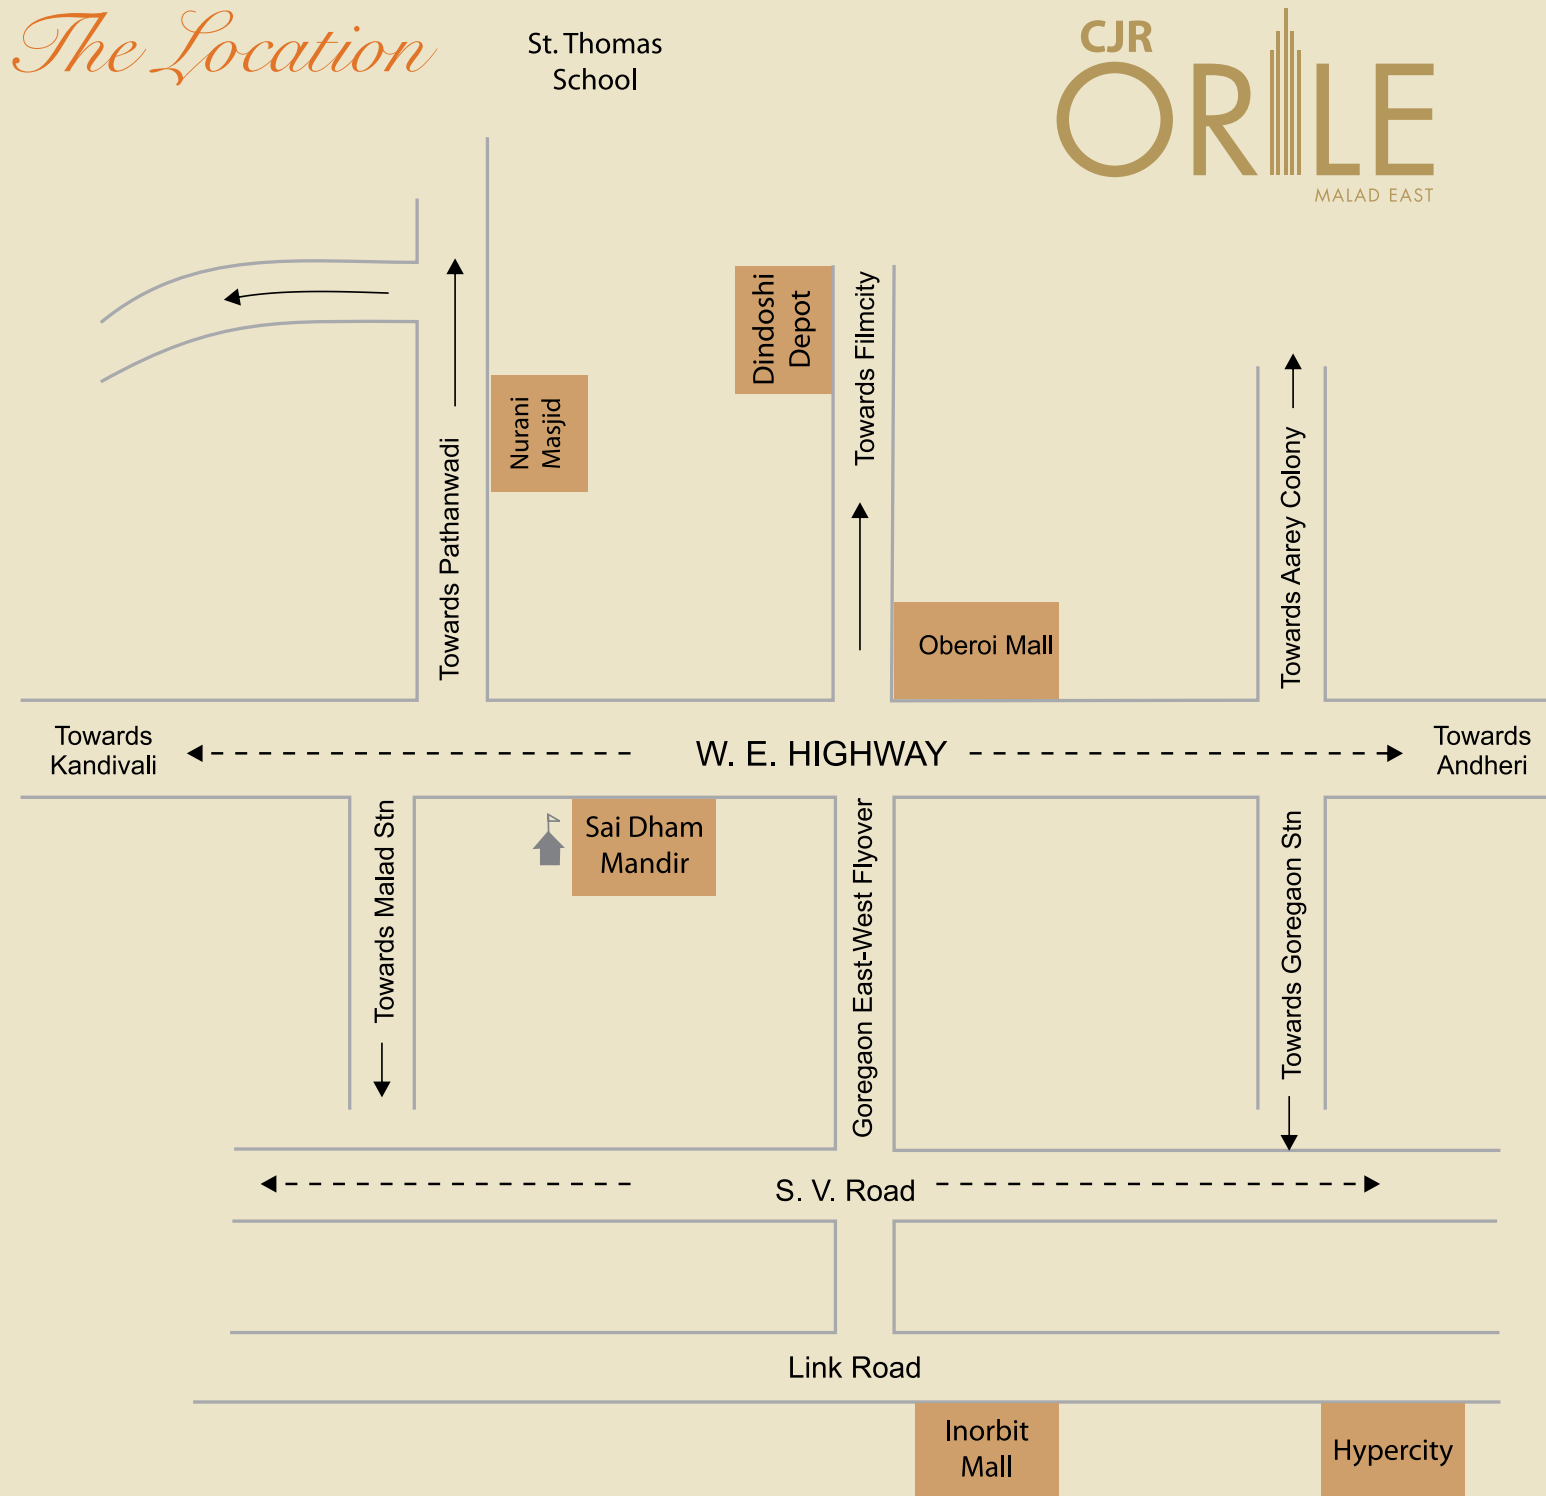 The Location
St. Thomas
School
CJR
ORILE
MALAD EAST
Dindoshi
Depot
Towards Filmcity
Nurani
Masjid
Towards Pathanwadi
Towards Aarey Colony
Oberoi Mall
Towards
Kandivali
W. E. HIGHWAY
Towards
Andheri
Towards Malad Stn
Sai Dham
Mandir
Goregaon East-West Flyover
Towards Goregaon Stn
S. V. Road
Link Road
Inorbit
Mall
Hypercity